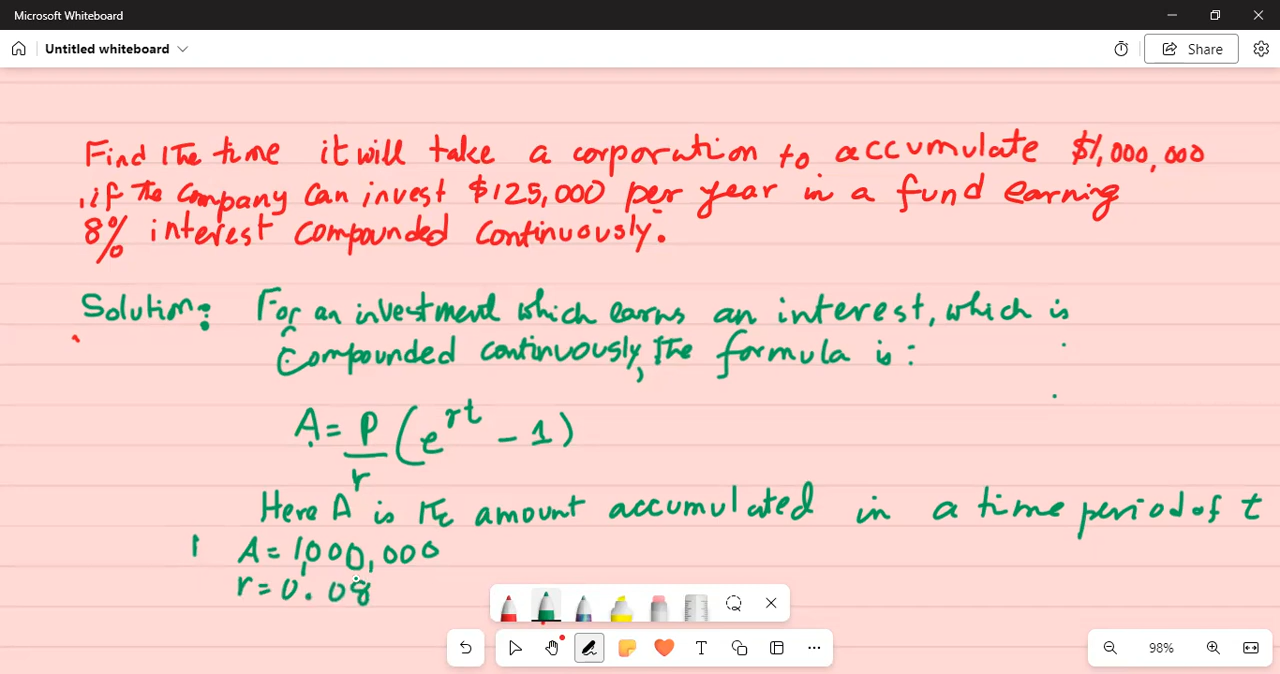 Microsoft Whiteboard
Untitled whiteboard
Share
Find the time it will take a corporation to accumulate $1,000,000
, if the company can invest $125,000 per year in a fund earning
8% interest compounded continuously.
Solution: For an investment which earns an interest, which is
Compounded continuously, the formula is:
A = P/r (e^rt - 1)
Here A is the amount accumulated in a time period of t
A = 1,000,000
r = 0.08
98%